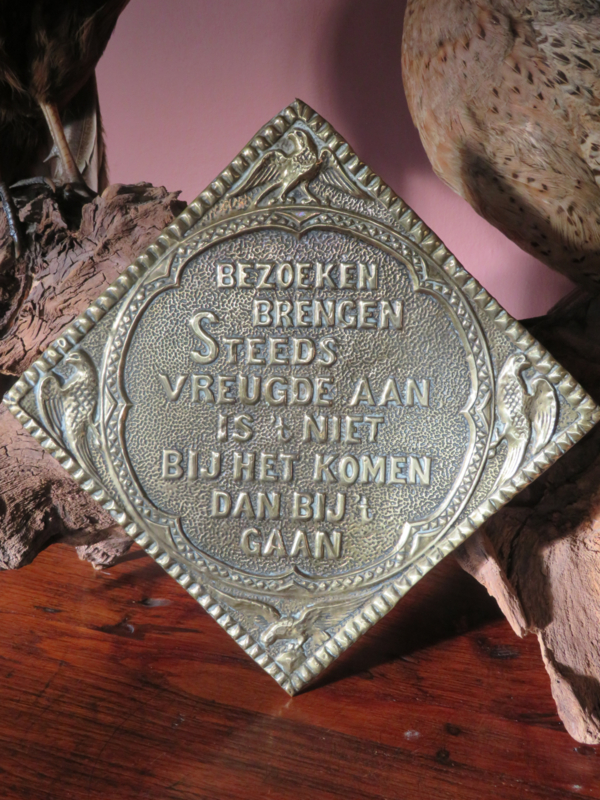 BEZOEKEN
BRENGEN
STEEDS
VREUGDE AAN
IS 't NIET
BIJ HET KOMEN
DAN BIJ 't
GAAN